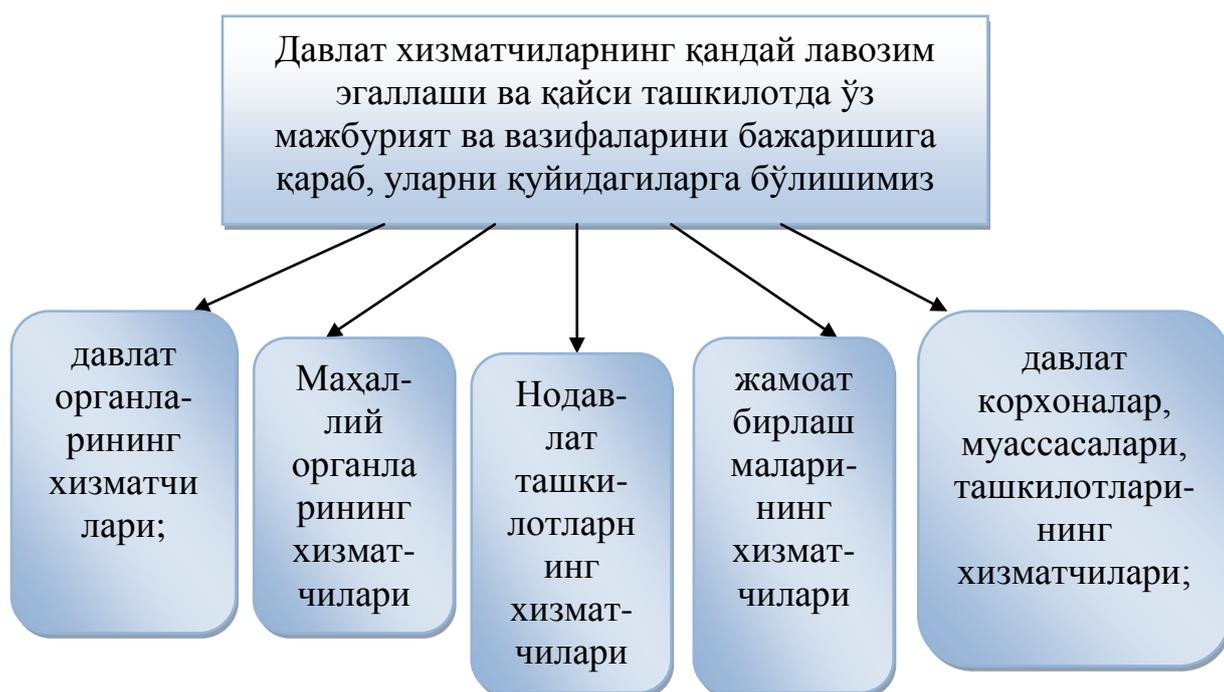 Давлат хизматчиларнинг қандай лавозим
эгаллаши ва қайси ташкилотда ўз
мажбурият ва вазифаларини бажаришига
қараб, уларни қуйидагиларга бўлишимиз
давлат
органла-
рининг
хизматчи
лари;
Маҳал-
лий
органла
рининг
хизмат-
чилари
Нодав-
лат
ташки-
лотларн
инг
хизмат-
чилари
жамоат
бирлаш
малари-
нинг
хизмат-
чилари
давлат
корхоналар,
муассасалари,
ташкилотлари-
нинг
хизматчилари;